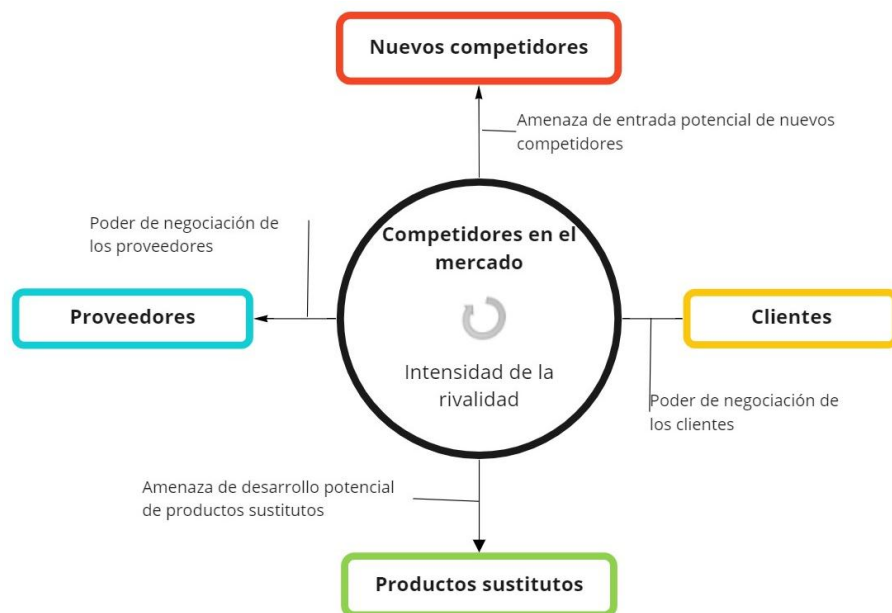 Nuevos competidores
Amenaza de entrada potencial de nuevos
competidores
Poder de negociación de
los proveedores
Competidores en el
mercado
Proveedores
Clientes
Intensidad de la
rivalidad
Poder de negociación de
los clientes
Amenaza de desarrollo potencial
de productos sustitutos
Productos sustitutos